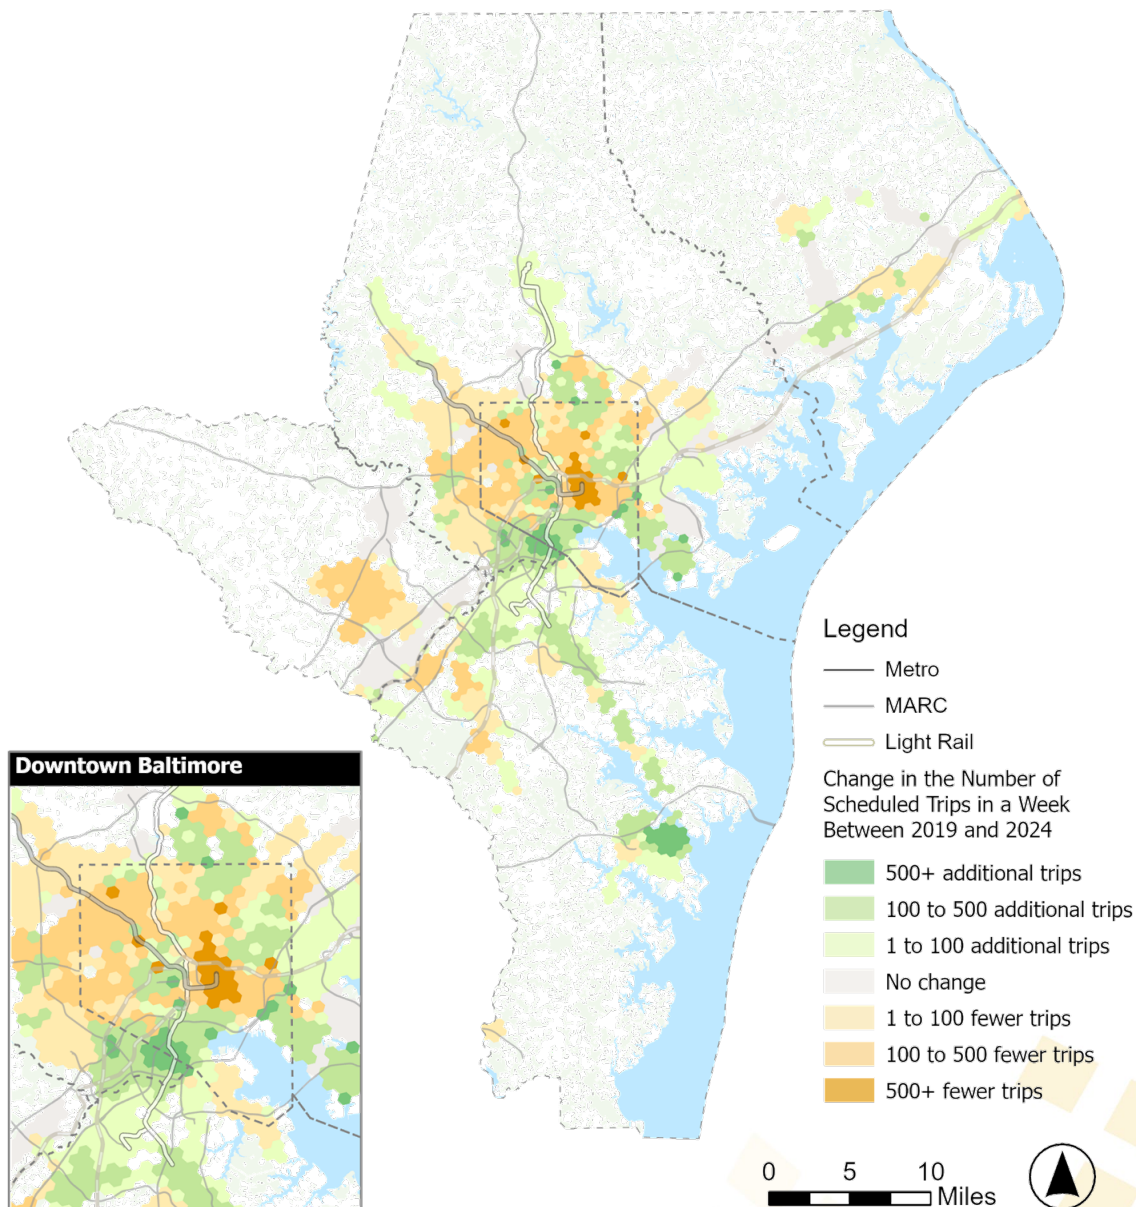 Legend
Metro
MARC
Light Rail
Change in the Number of
Scheduled Trips in a Week
Between 2019 and 2024
500+ additional trips
100 to 500 additional trips
1 to 100 additional trips
No change
1 to 100 fewer trips
100 to 500 fewer trips
500+ fewer trips
Downtown Baltimore
0 5 10
Miles